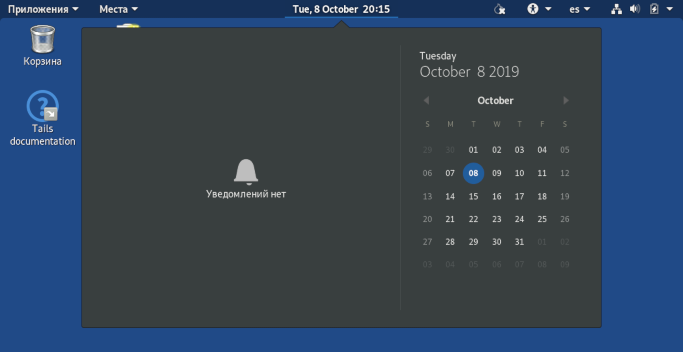 Приложения Места Tue, 8 October 20:15 es
Корзина
Tails
documentation
Уведомлений нет
Tuesday
October 8 2019
October
S M T W T F S
29 30 01 02 03 04 05
06 07 08 09 10 11 12
13 14 15 16 17 18 19
20 21 22 23 24 25 26
27 28 29 30 31 01 02
03 04 05 06 07 08 09